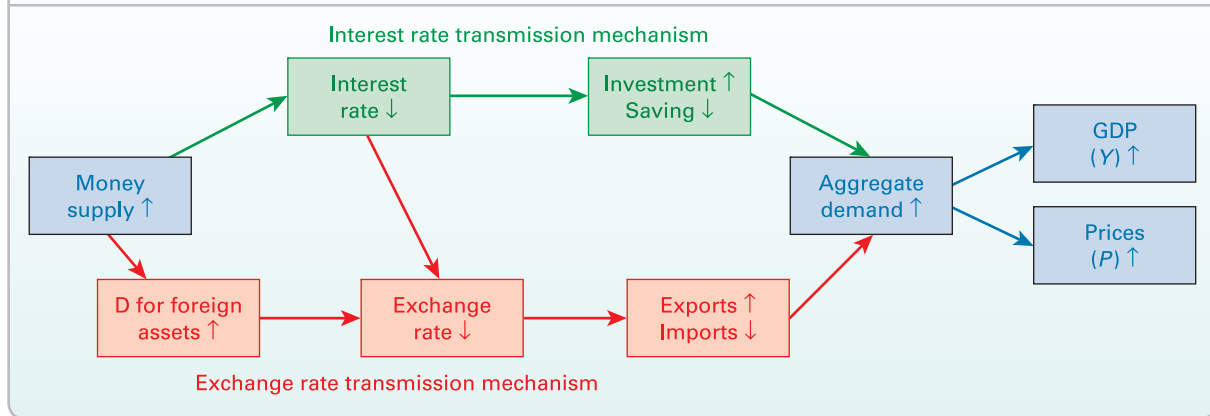 Interest rate transmission mechanism
Interest
rate ↓
Investment ↑
Saving ↓
Money
supply ↑
Aggregate
demand ↑
GDP
(Y) ↑
Prices
(P) ↑
D for foreign
assets ↑
Exchange
rate ↓
Exports ↑
Imports ↓
Exchange rate transmission mechanism